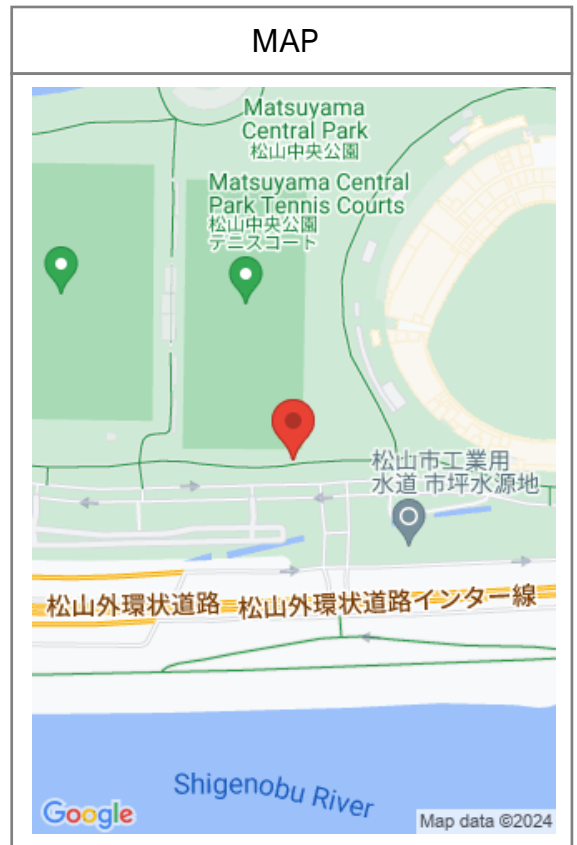 MAP
Matsuyama
Central Park
松山中央公園
Matsuyama Central
Park Tennis Courts
松山中央公園
テニスコート
松山市工業用
水道 市坪水源地
松山外環状道路
松山外環状道路インター線
Shigenobu River
Google
Map data ©2024